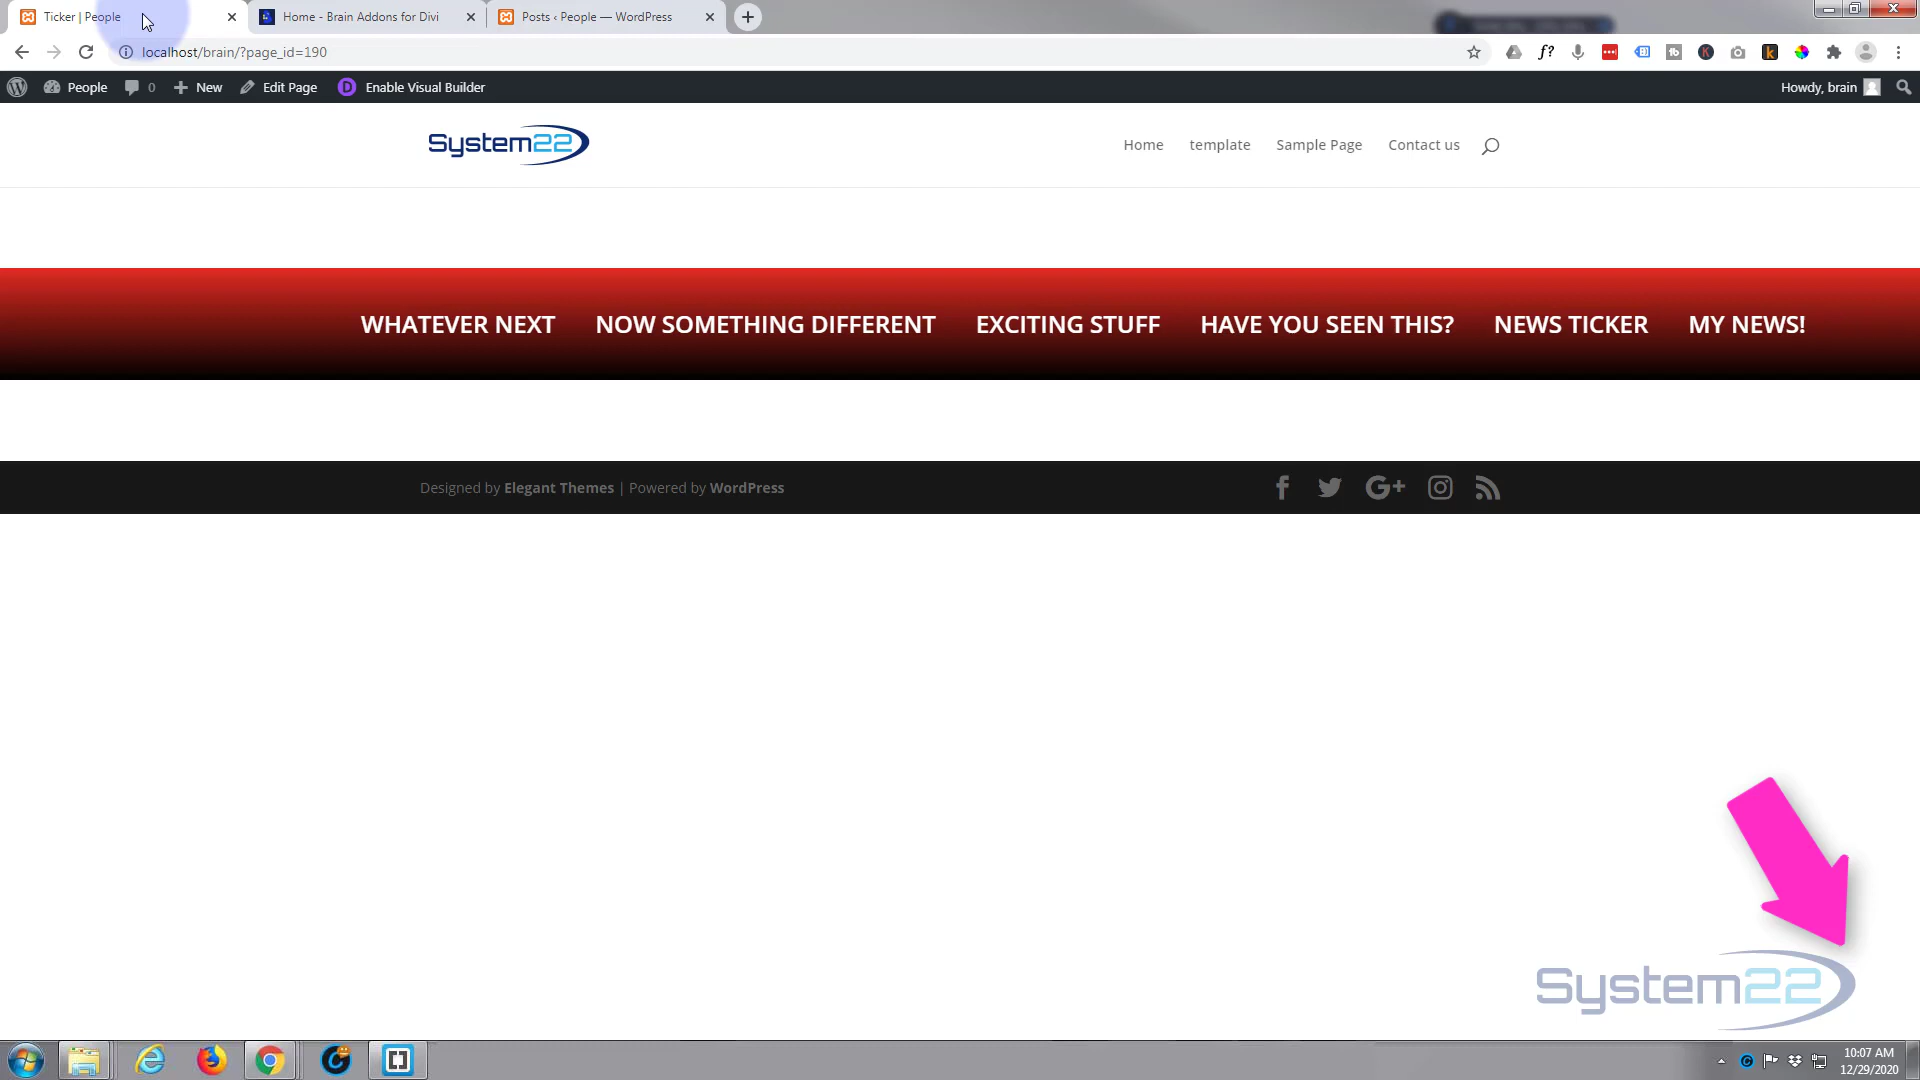 Ticker | People
Home - Brain Addons for Divi
Posts ‹ People — WordPress
localhost/brain/?page_id=190
f?
People 0 New Edit Page Enable Visual Builder
Howdy, brain
System22
Home template Sample Page Contact us
WHATEVER NEXT NOW SOMETHING DIFFERENT EXCITING STUFF HAVE YOU SEEN THIS? NEWS TICKER MY NEWS!
Designed by Elegant Themes | Powered by WordPress
System22
10:07 AM
12/29/2020